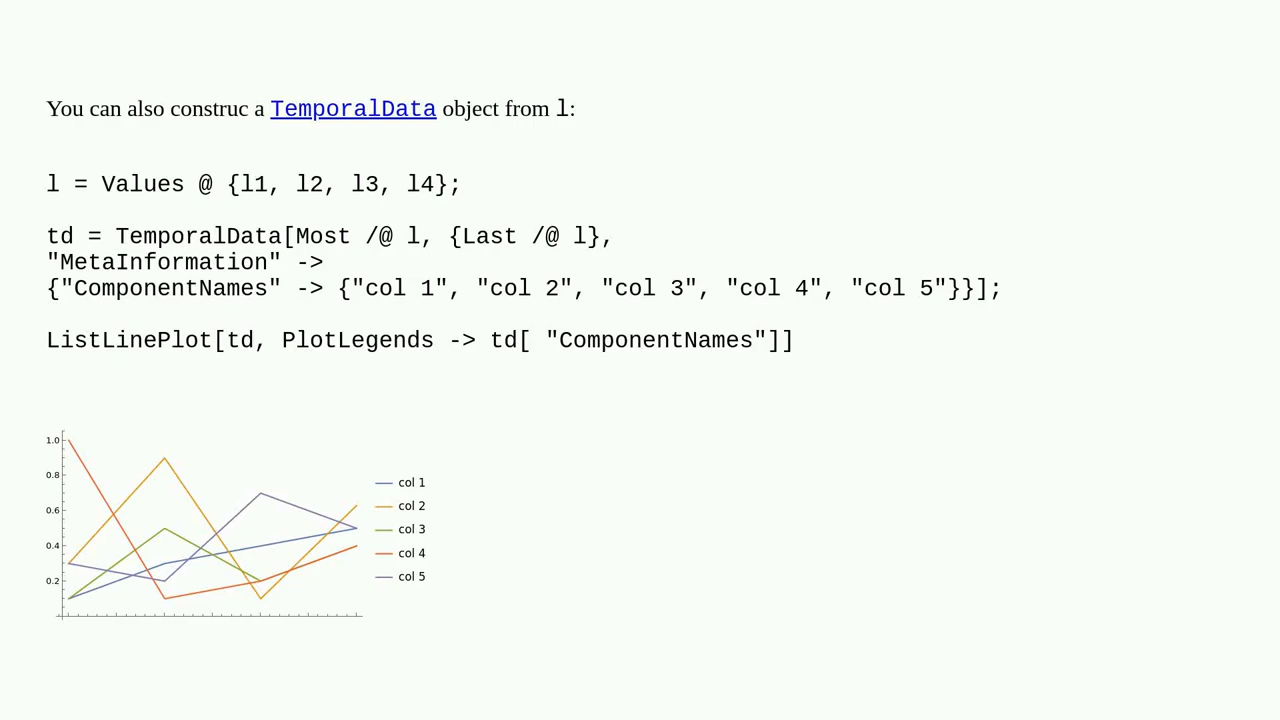 You can also construc a TemporalData object from l:
l = Values @ {l1, l2, l3, l4};
td = TemporalData[Most /@ l, {Last /@ l},
"MetaInformation" ->
{"ComponentNames" -> {"col 1", "col 2", "col 3", "col 4", "col 5"}}];
ListLinePlot[td, PlotLegends -> td[ "ComponentNames"]]
1.0
0.8
0.6
0.4
0.2
col 1
col 2
col 3
col 4
col 5